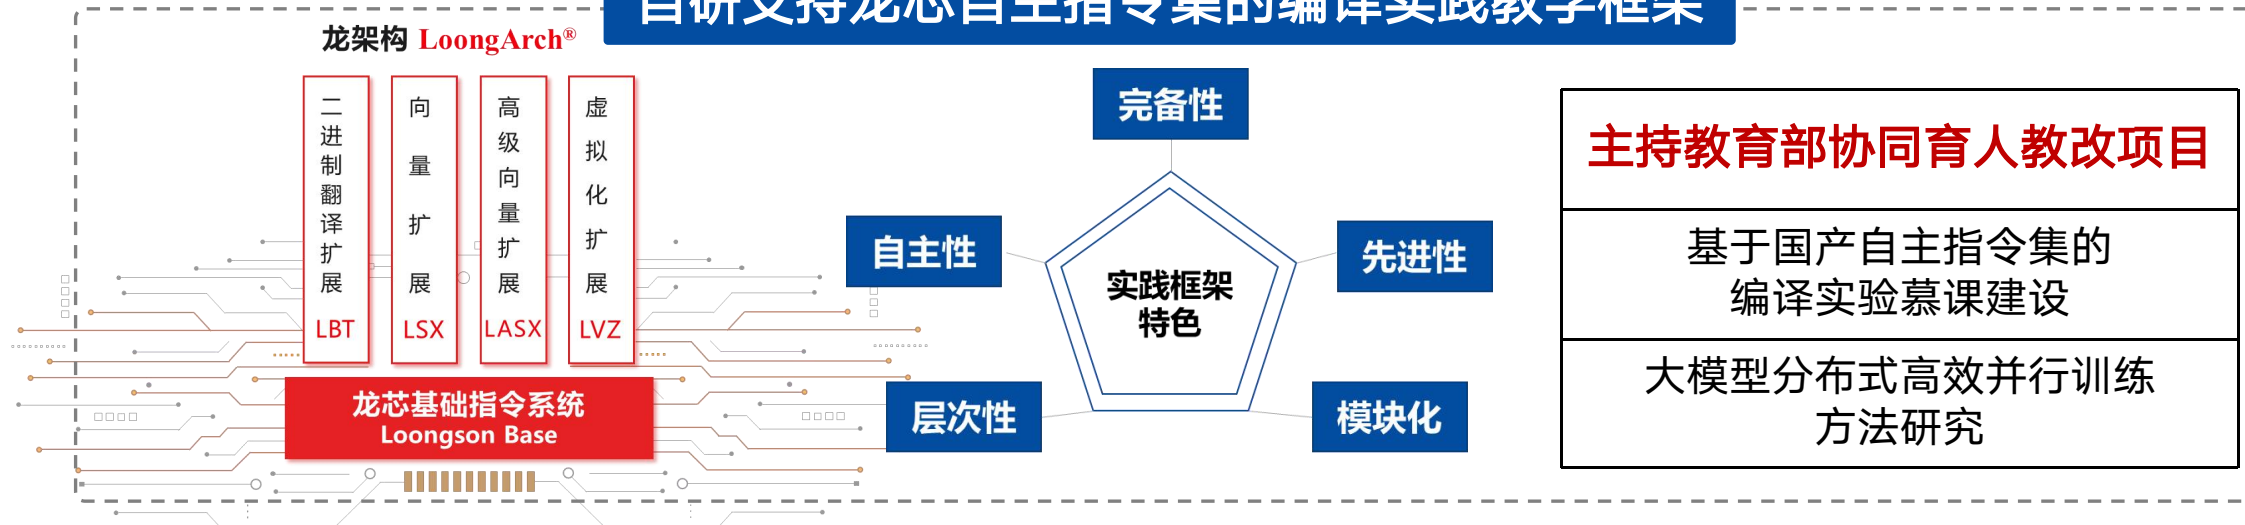 自研支持龙芯自主指令集的编译实践教学框架
龙架构 LoongArch®
二进制翻译扩展
LBT
向量扩展
LSX
高级向量扩展
LASX
虚拟化扩展
LVZ
龙芯基础指令系统
Loongson Base
完备性
自主性
先进性
实践框架
特色
层次性
模块化
主持教育部协同育人教改项目
基于国产自主指令集的
编译实验慕课建设
大模型分布式高效并行训练
方法研究